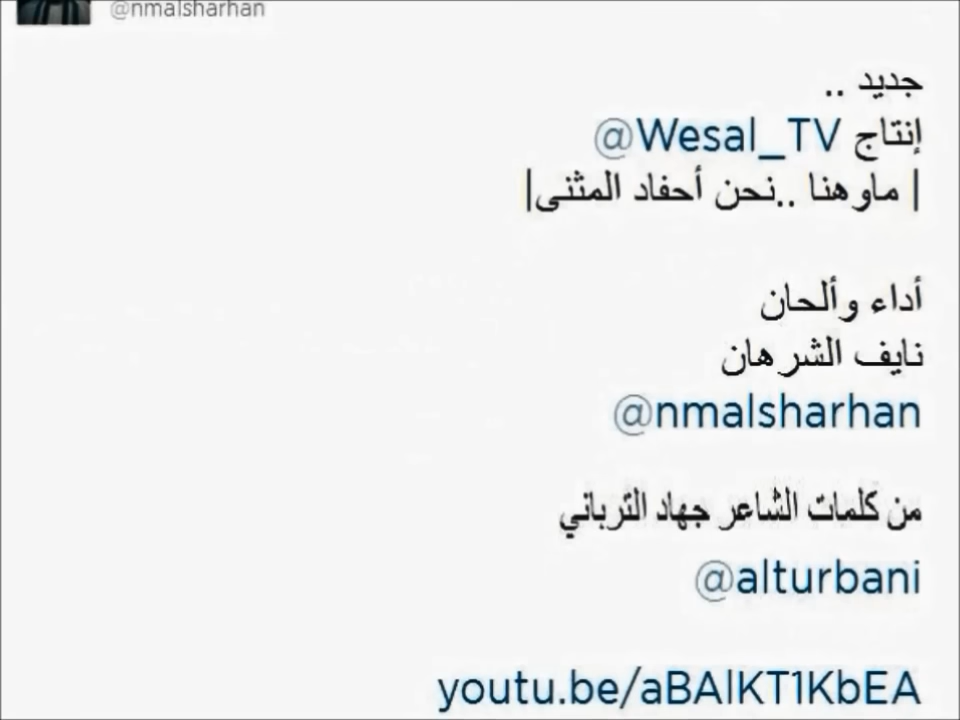 @nmalsharhan
جديد ..
إنتاج @Wesal_TV
| ماوهنا ..نحن أحفاد المثنى|
أداء وألحان
نايف الشرهان
@nmalsharhan
من كلمات الشاعر جهاد الترباني
@alturbani
youtu.be/aBAlKT1KbEA